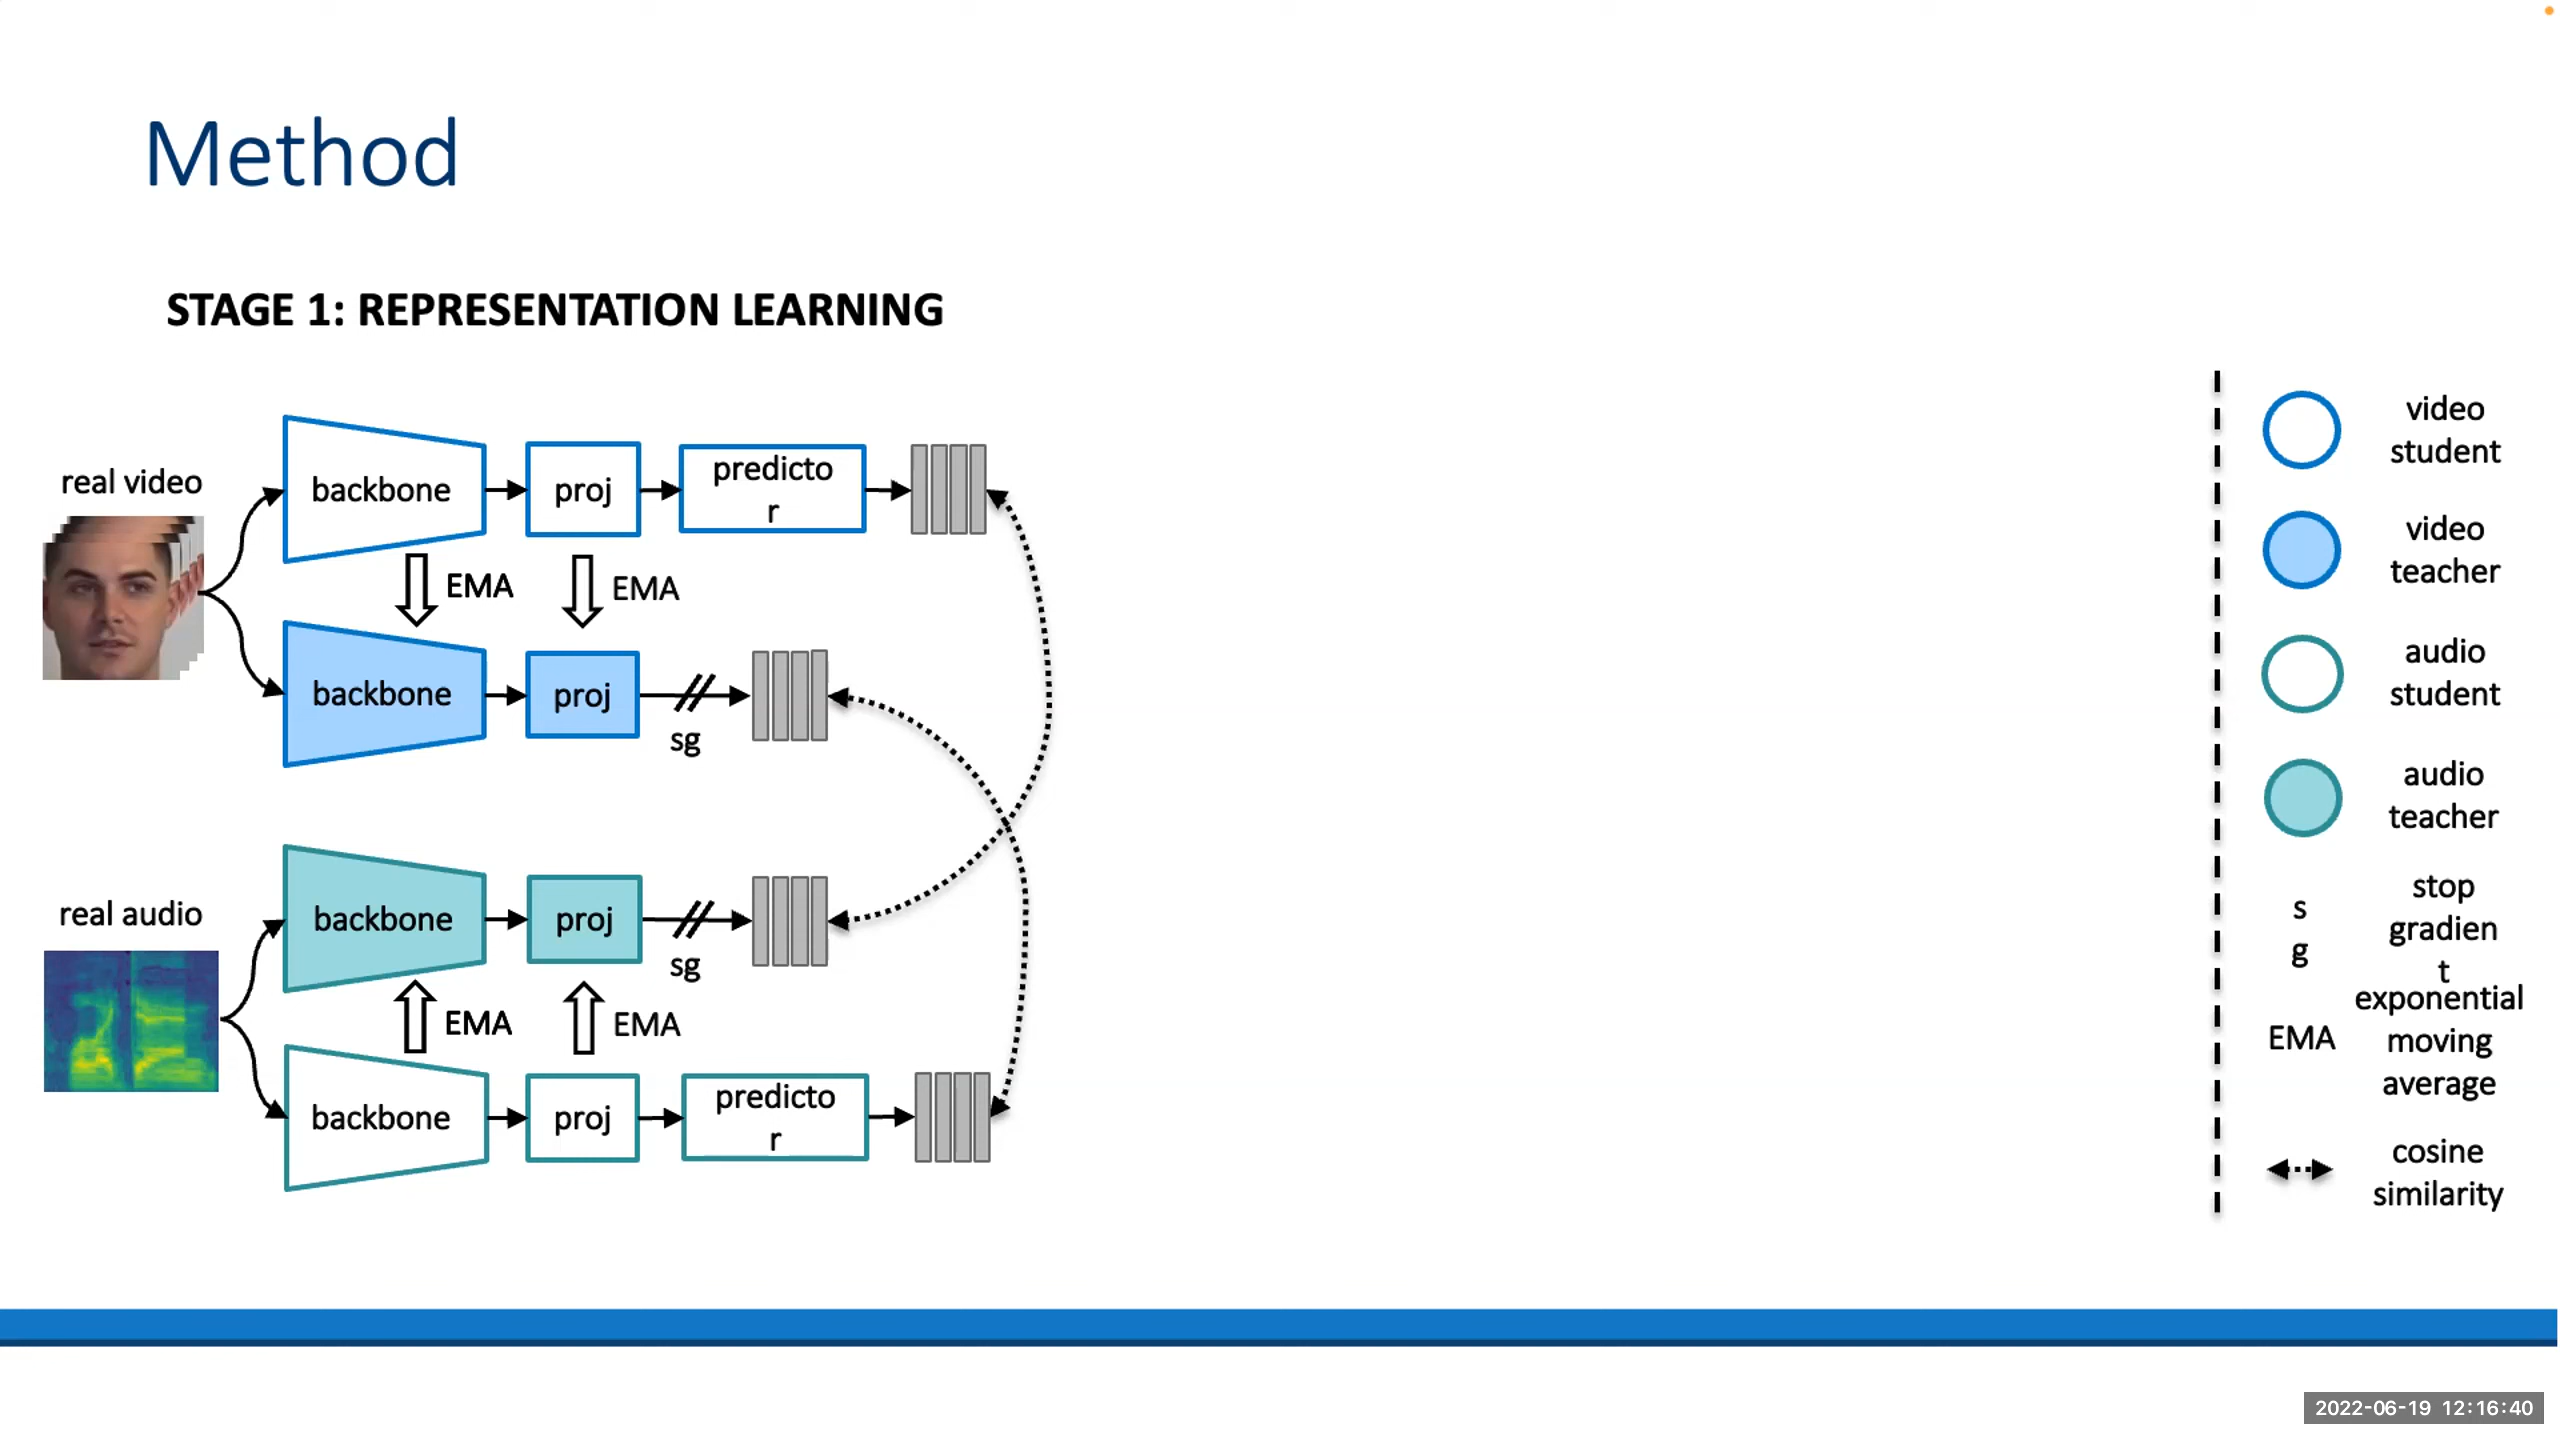 Method
STAGE 1: REPRESENTATION LEARNING
real video
backbone
proj
predicto
r
EMA
EMA
backbone
proj
sg
real audio
backbone
proj
sg
EMA
EMA
backbone
proj
predicto
r
video
student
video
teacher
audio
student
audio
teacher
s
g
stop
gradien
t
EMA
exponential
moving
average
cosine
similarity
2022-06-19 12:16:40